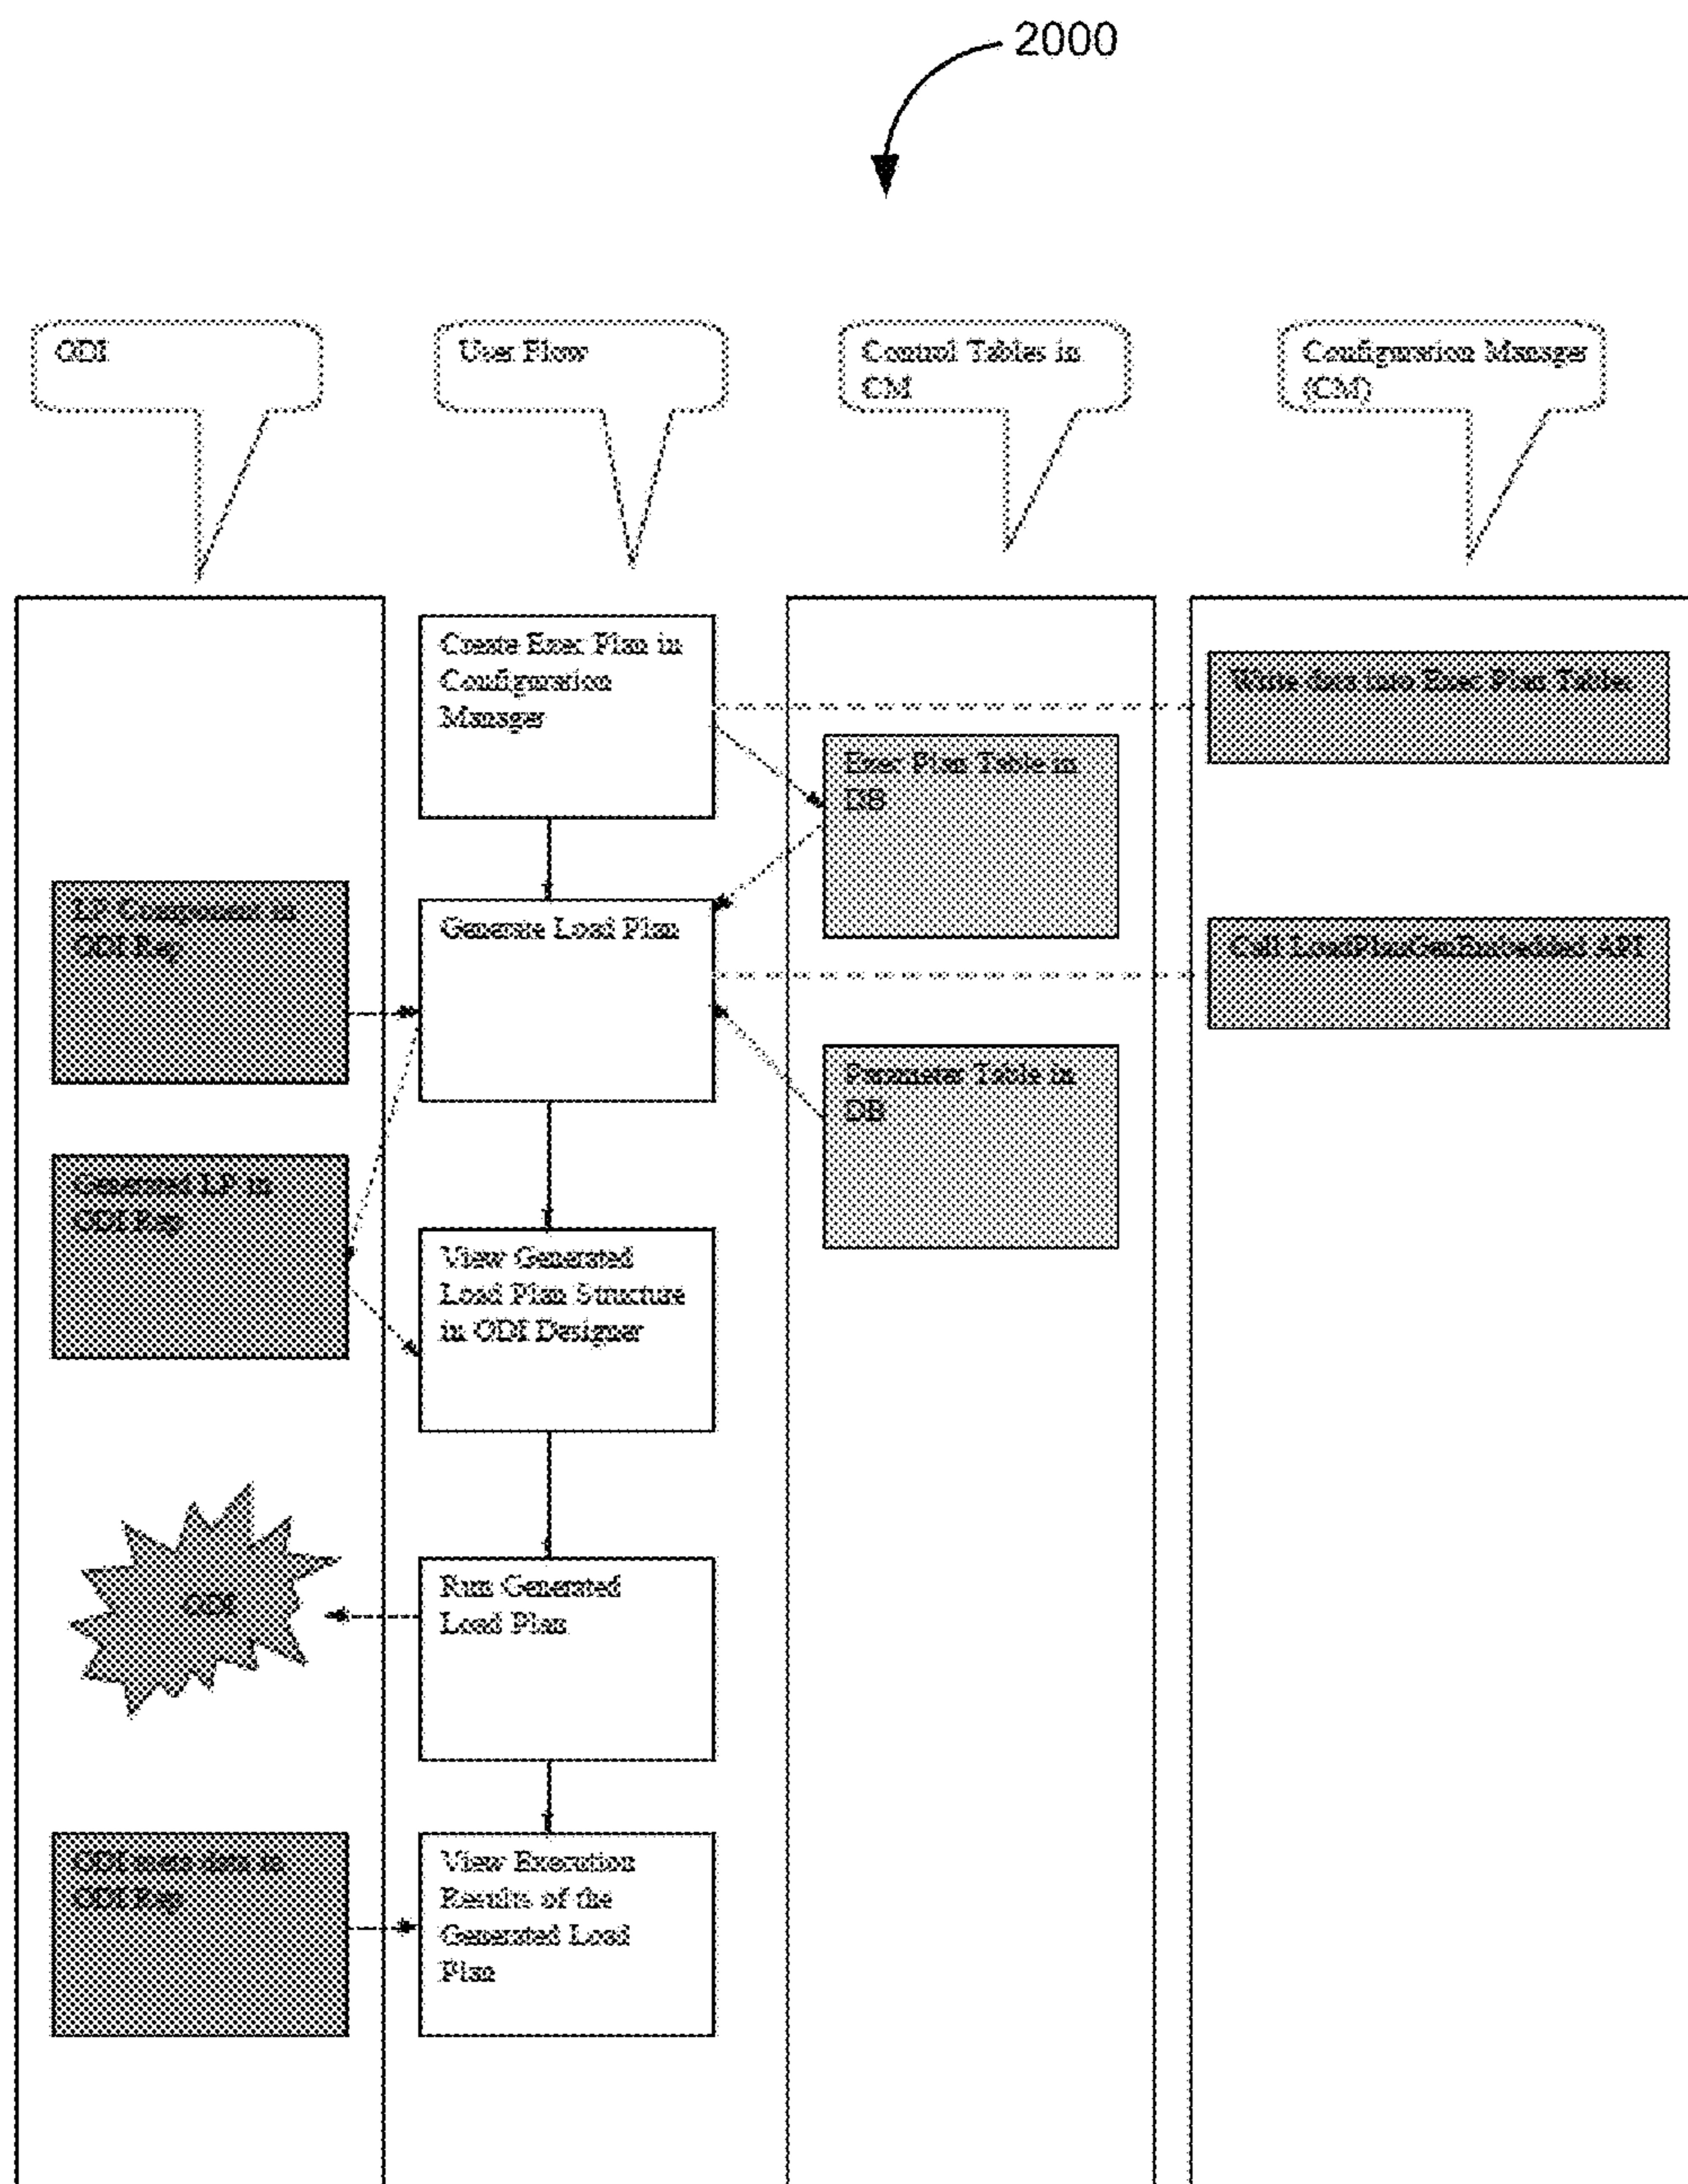 2000
ODI
User Flow
Control Tables in
CM
Configuration Manager
(CM)
Create Exec Plan in
Configuration
Manager
Write data into Exec Plan Tables
Exec Plan Table in
DB
LP Components in
ODI Rep
Generate Load Plan
Call LoadPlanGenEmbedded API
Parameter Table in
DB
Generated LP in
ODI Rep
View Generated
Load Plan Structure
in ODI Designer
ODI
Run Generated
Load Plan
ODI meta data in
ODI Rep
View Execution
Results of the
Generated Load
Plan